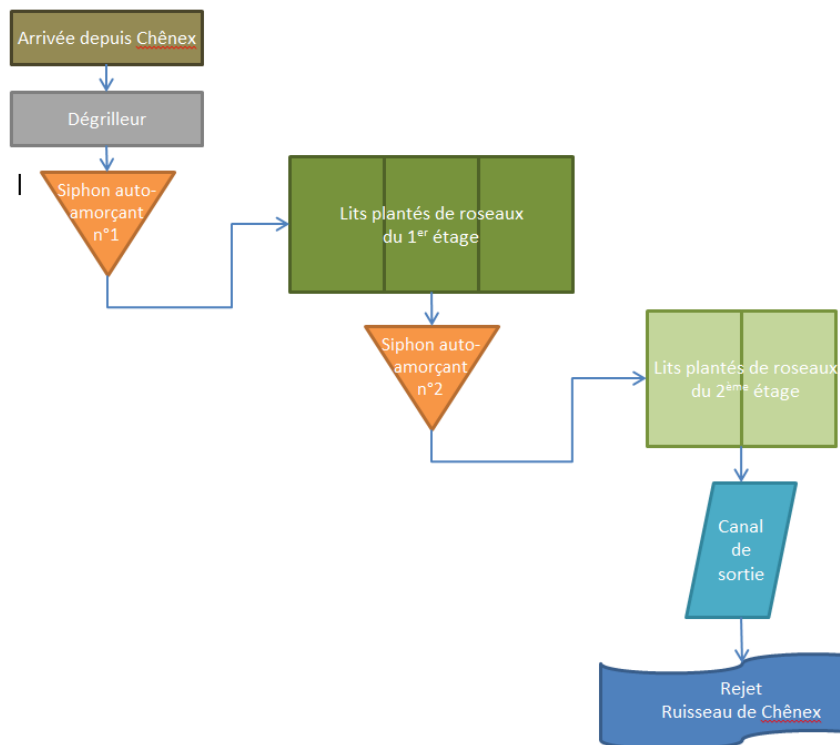 Arrivée depuis Chênex
Dégrilleur
Siphon auto-
amorçant
n°1
Lits plantés de roseaux
du 1er étage
Siphon auto-
amorçant
n°2
Lits plantés de roseaux
du 2ème étage
Canal
de
sortie
Rejet
Ruisseau de Chênex